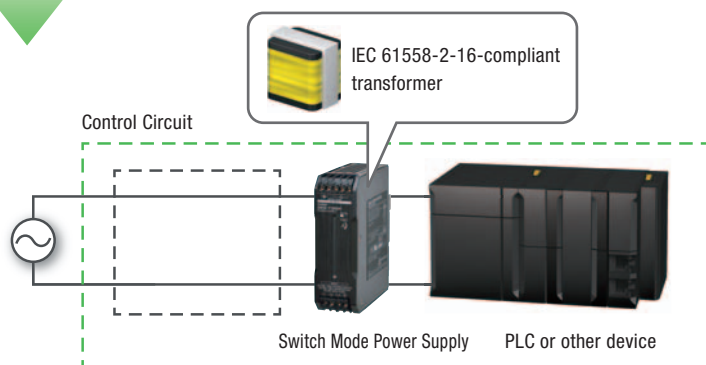 IEC 61558-2-16-compliant
transformer
Control Circuit
Switch Mode Power Supply
PLC or other device